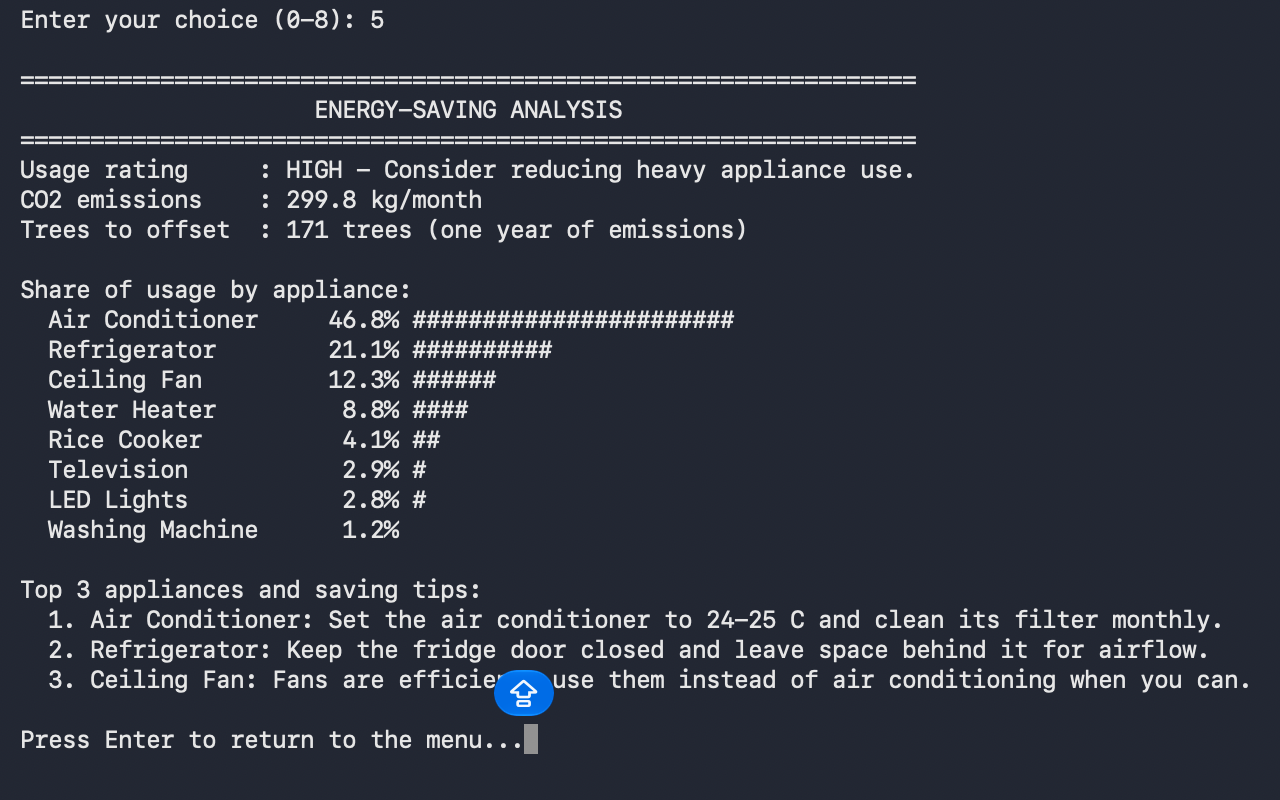 Enter your choice (0-8): 5
================================================================
ENERGY-SAVING ANALYSIS
================================================================
Usage rating     : HIGH - Consider reducing heavy appliance use.
CO2 emissions    : 299.8 kg/month
Trees to offset  : 171 trees (one year of emissions)
Share of usage by appliance:
  Air Conditioner     46.8% #######################
  Refrigerator        21.1% ##########
  Ceiling Fan         12.3% ######
  Water Heater         8.8% ####
  Rice Cooker          4.1% ##
  Television           2.9% #
  LED Lights           2.8% #
  Washing Machine      1.2%
Top 3 appliances and saving tips:
  1. Air Conditioner: Set the air conditioner to 24-25 C and clean its filter monthly.
  2. Refrigerator: Keep the fridge door closed and leave space behind it for airflow.
  3. Ceiling Fan: Fans are use them instead of air conditioning when you can.
Press Enter to return to the menu...